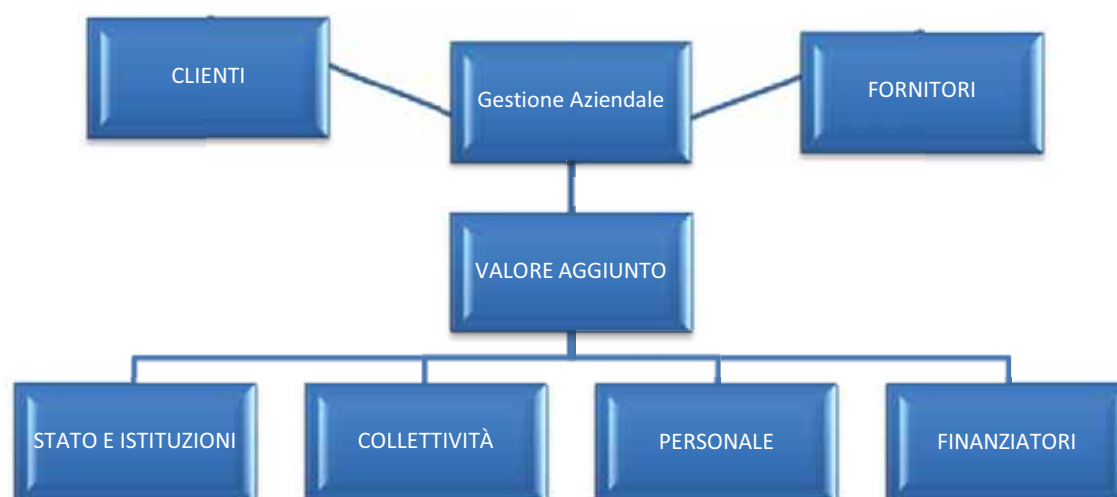 CLIENTI
Gestione Aziendale
FORNITORI
VALORE AGGIUNTO
STATO E ISTITUZIONI
COLLETTIVITÀ
PERSONALE
FINANZIATORI